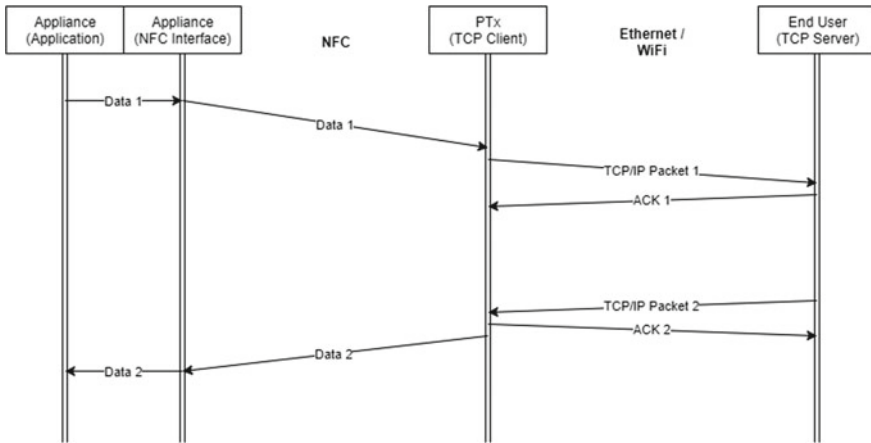 Appliance
(Application)
Appliance
(NFC Interface)
NFC
PTx
(TCP Client)
Ethernet /
WiFi
End User
(TCP Server)
Data 1
Data 1
TCP/IP Packet 1
ACK 1
TCP/IP Packet 2
ACK 2
Data 2
Data 2